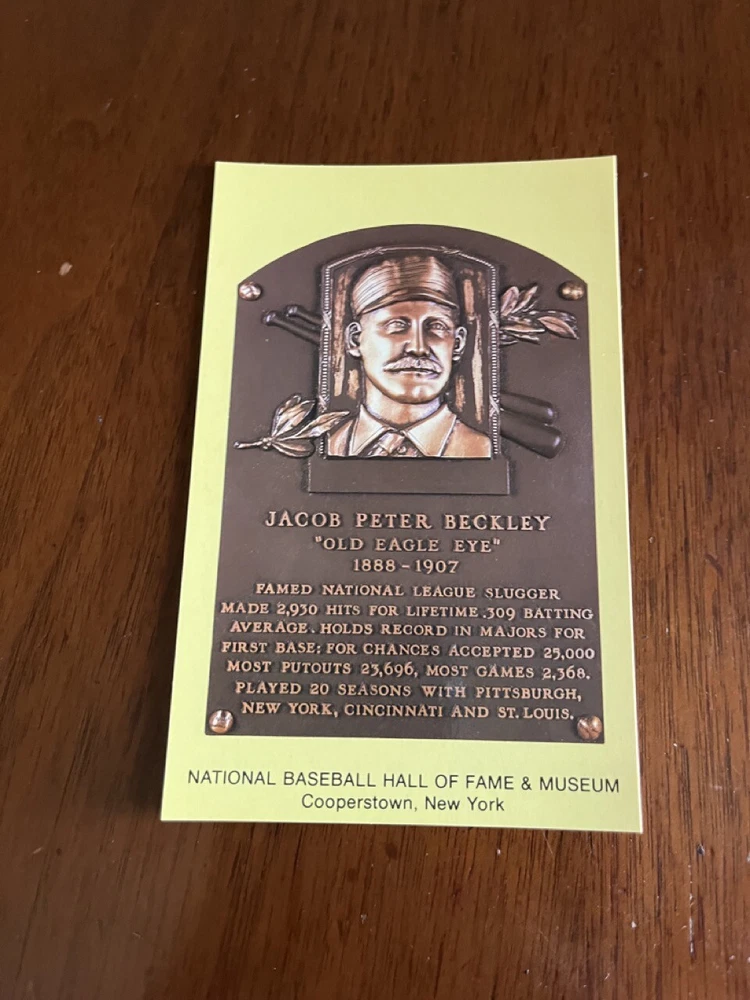 JACOB PETER BECKLEY
"OLD EAGLE EYE"
1888-1907
FAMED NATIONAL LEAGUE SLUGGER
MADE 2,930 HITS FOR LIFETIME .309 BATTING
AVERAGE. HOLDS RECORD IN MAJORS FOR
FIRST BASE: FOR CHANCES ACCEPTED 25,000
MOST PUTOUTS 23,696, MOST GAMES 2,368.
PLAYED 20 SEASONS WITH PITTSBURGH,
NEW YORK, CINCINNATI AND ST. LOUIS.
NATIONAL BASEBALL HALL OF FAME & MUSEUM
Cooperstown, New York